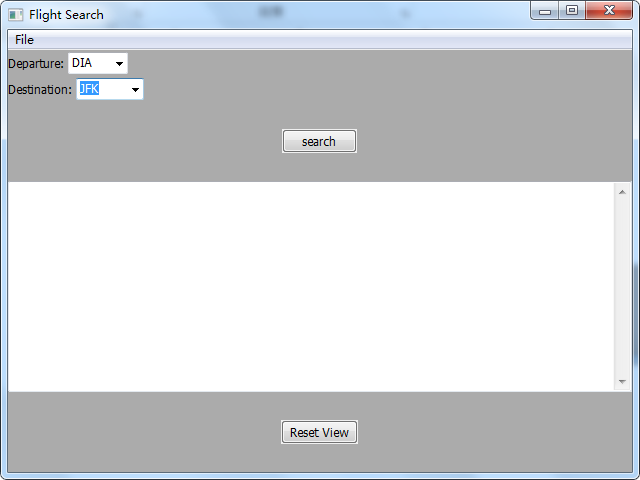 Flight Search
File
Departure: DIA
Destination: JFK
search
Reset View